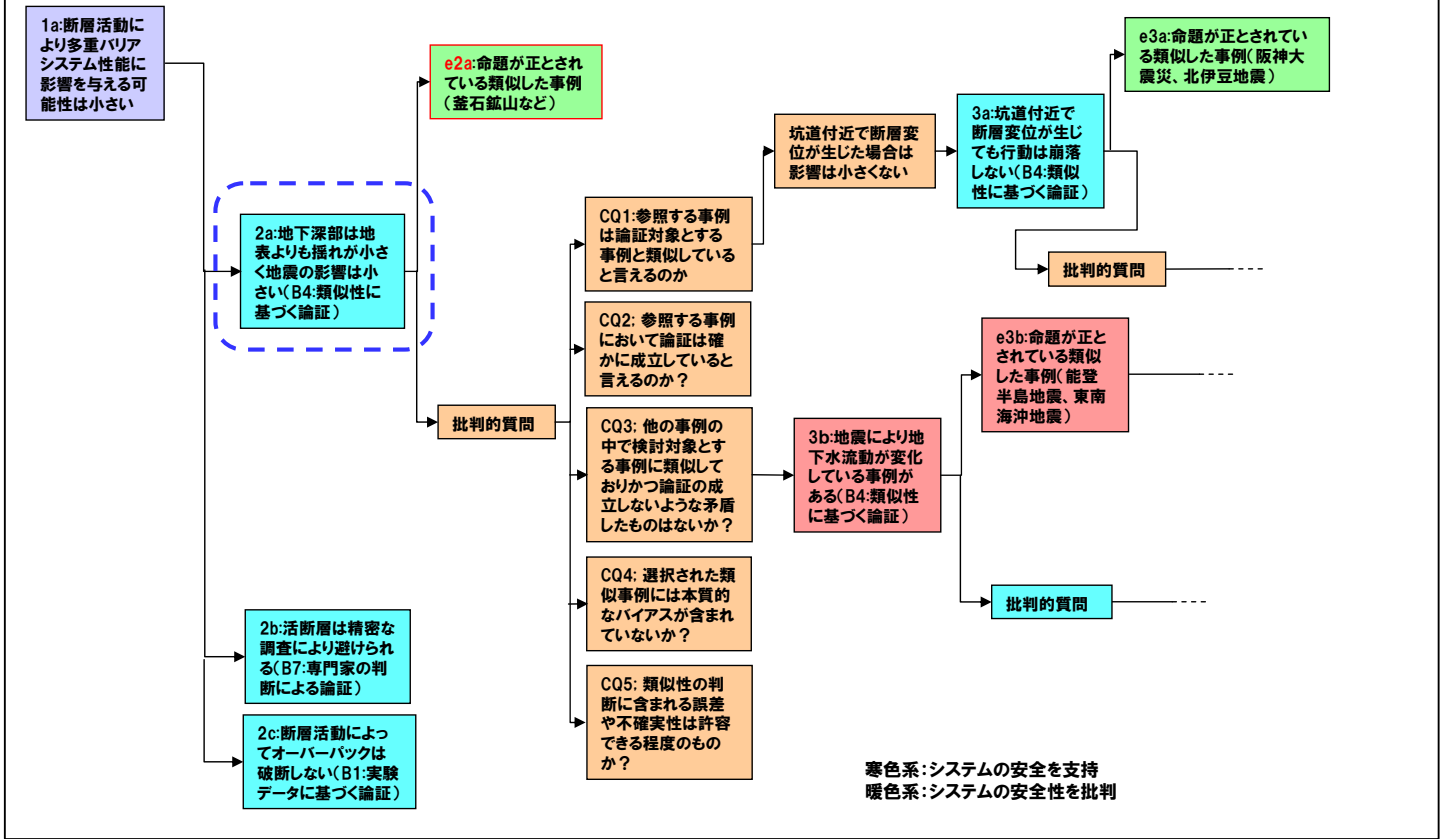 1a:断層活動に
より多重バリア
システム性能に
影響を与える可
能性は小さい
e2a:命題が正とされ
ている類似した事例
(釜石鉱山など)
e3a:命題が正とされてい
る類似した事例(阪神大
震災、北伊豆地震)
坑道付近で断層変
位が生じた場合は
影響は小さくない
3a:坑道付近で
断層変位が生じ
ても行動は崩落
しない(B4:類似
性に基づく論証)
2a:地下深部は地
表よりも揺れが小さ
く地震の影響は小
さい(B4:類似性に
基づく論証)
CQ1:参照する事例
は論証対象とする
事例と類似している
と言えるのか
批判的質問
CQ2; 参照する事例
において論証は確
かに成立していると
言えるのか?
e3b:命題が正と
されている類似
した事例(能登
半島地震、東南
海沖地震)
批判的質問
CQ3; 他の事例の
中で検討対象とす
る事例に類似して
おりかつ論証の成
立しないような矛盾
したものはないか?
3b:地震により地
下水流動が変化
している事例が
ある(B4:類似性
に基づく論証)
CQ4; 選択された類
似事例には本質的
なバイアスが含まれ
ていないか?
批判的質問
2b:活断層は精密な
調査により避けられ
る(B7:専門家の判
断による論証)
CQ5; 類似性の判
断に含まれる誤差
や不確実性は許容
できる程度のもの
か?
2c:断層活動によっ
てオーバーパックは
破断しない(B1:実験
データに基づく論証)
寒色系:システムの安全を支持
暖色系:システムの安全性を批判